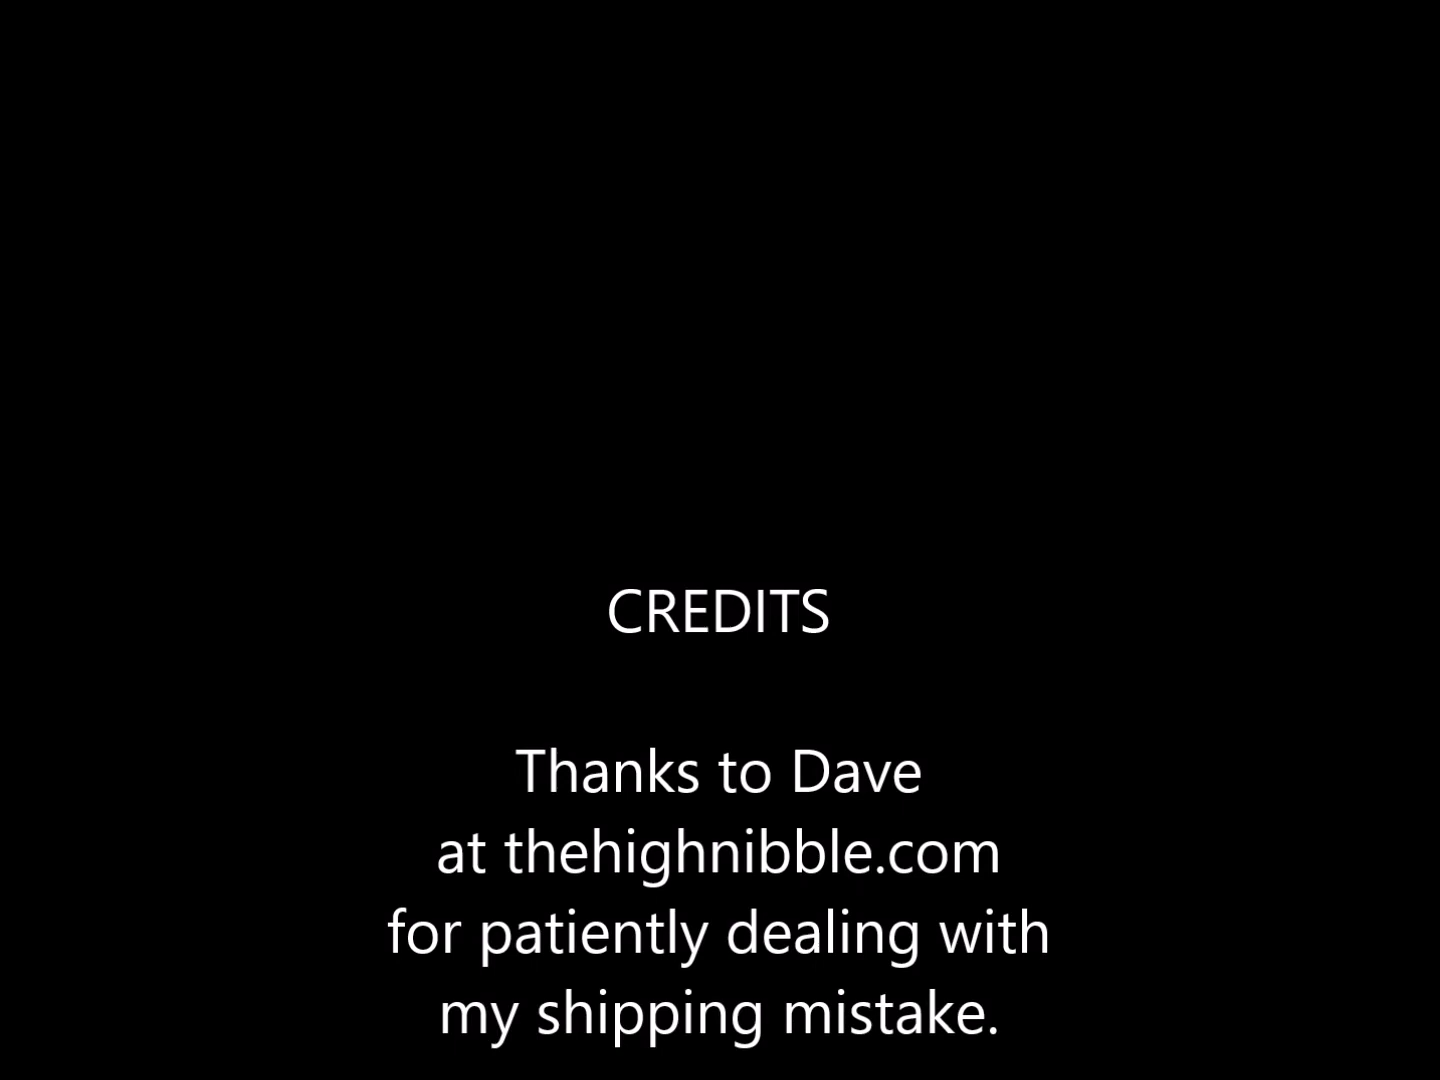 CREDITS
Thanks to Dave
at thehighnibble.com
for patiently dealing with
my shipping mistake.